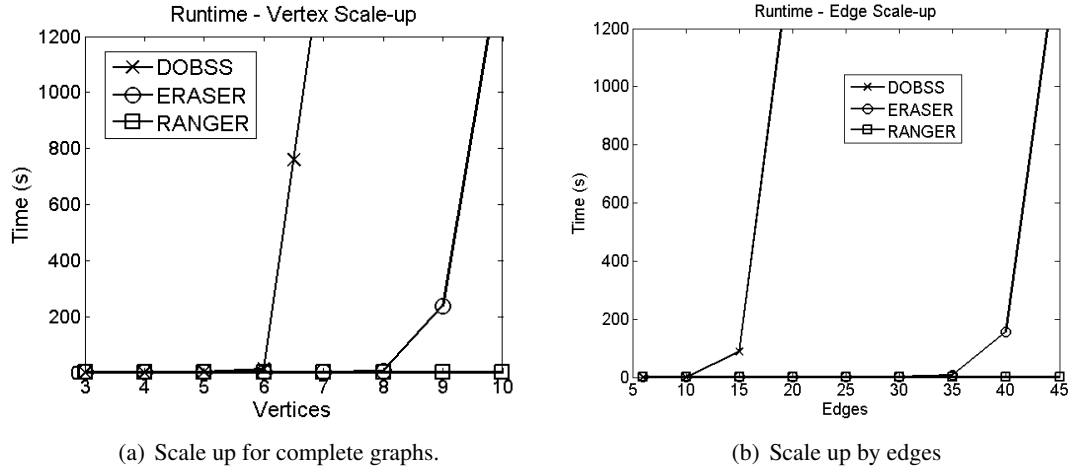 Runtime - Vertex Scale-up
1200
1000
800
600
400
200
0
Time (s)
DOBSS
ERASER
RANGER
3 4 5 6 7 8 9 10
Vertices
(a) Scale up for complete graphs.
Runtime - Edge Scale-up
1200
1000
800
600
400
200
0
Time (s)
DOBSS
ERASER
RANGER
5 10 15 20 25 30 35 40 45
Edges
(b) Scale up by edges